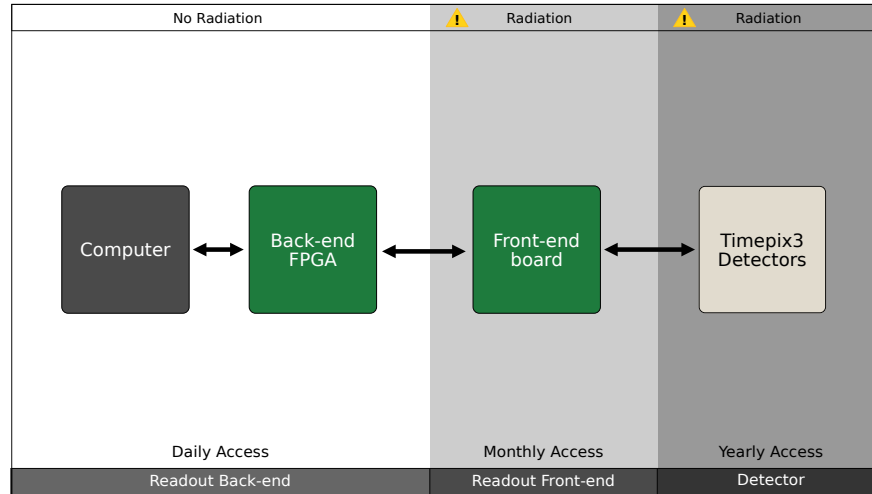 No Radiation
! Radiation
! Radiation
Computer
Back-end
FPGA
Front-end
board
Timepix3
Detectors
Daily Access
Monthly Access
Yearly Access
Readout Back-end
Readout Front-end
Detector